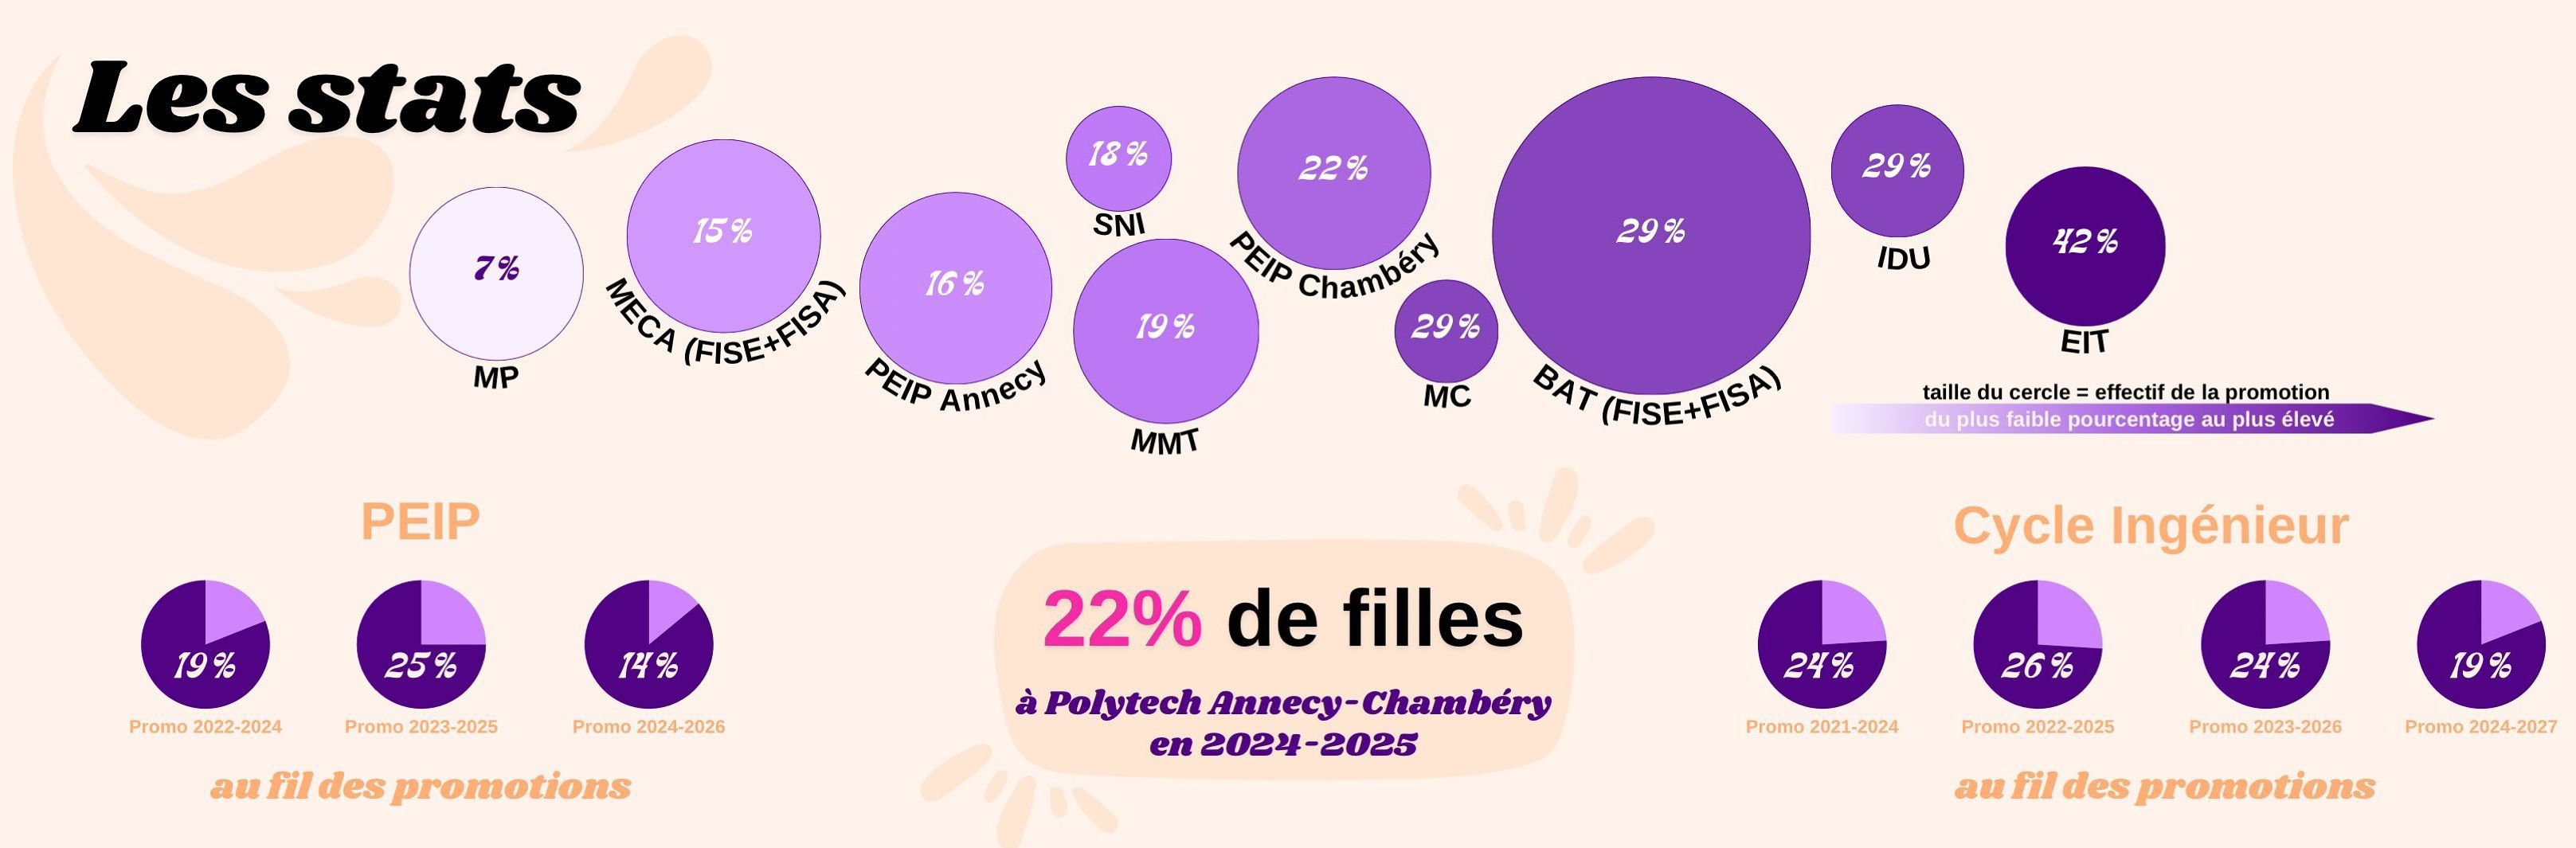 Les stats
7%
MP
15%
MECA (FISE+FISA)
16%
PEIP Annecy
18%
SNI
19%
MMT
22%
PEIP Chambéry
29%
MC
29%
BAT (FISE+FISA)
29%
IDU
42%
EIT
taille du cercle = effectif de la promotion
du plus faible pourcentage au plus élevé
PEIP
19%
25%
14%
Promo 2022-2024
Promo 2023-2025
Promo 2024-2026
au fil des promotions
22% de filles
à Polytech Annecy-Chambéry
en 2024-2025
Cycle Ingénieur
24%
26%
24%
19%
Promo 2021-2024
Promo 2022-2025
Promo 2023-2026
Promo 2024-2027
au fil des promotions